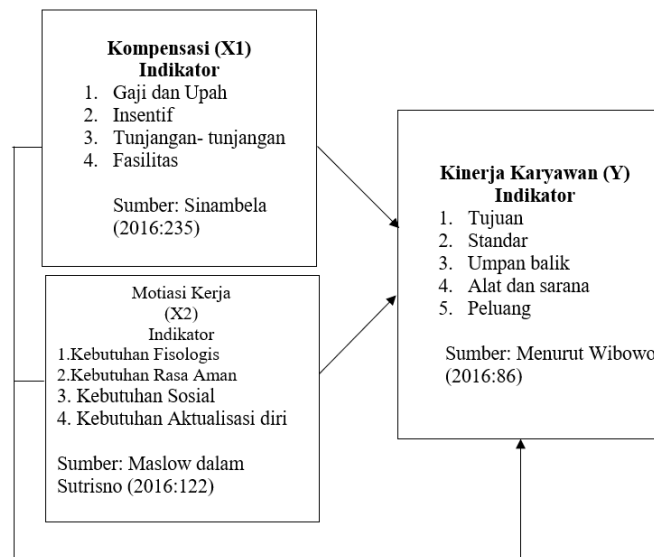 Kompensasi (X1)
Indikator
1. Gaji dan Upah
2. Insentif
3. Tunjangan- tunjangan
4. Fasilitas
Sumber: Sinambela
(2016:235)
Motiasi Kerja
(X2)
Indikator
1.Kebutuhan Fisologis
2.Kebutuhan Rasa Aman
3. Kebutuhan Sosial
4. Kebutuhan Aktualisasi diri
Sumber: Maslow dalam
Sutrisno (2016:122)
Kinerja Karyawan (Y)
Indikator
1. Tujuan
2. Standar
3. Umpan balik
4. Alat dan sarana
5. Peluang
Sumber: Menurut Wibowo
(2016:86)